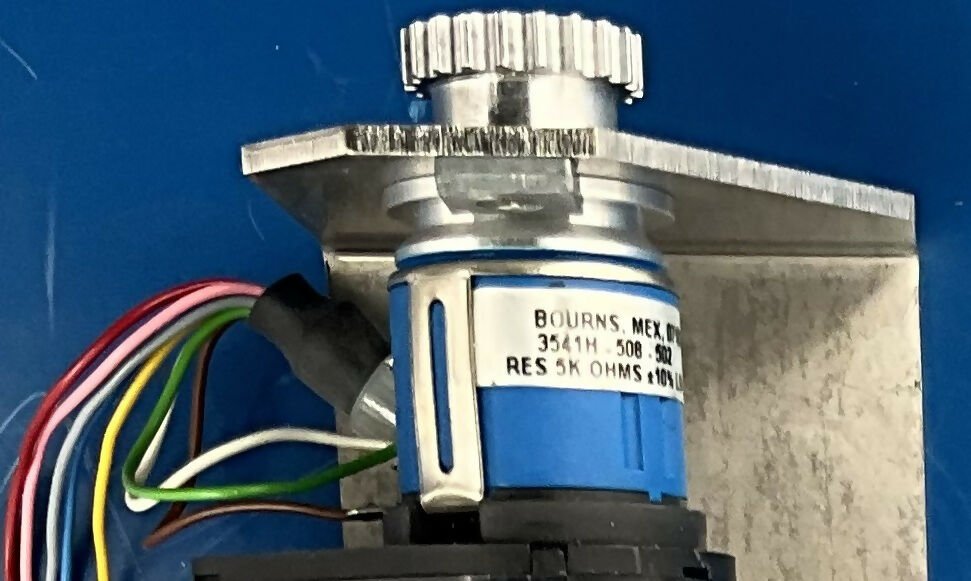 BOURNS, MEX.
3541H - 508 - 502
RES 5K OHMS ±10%